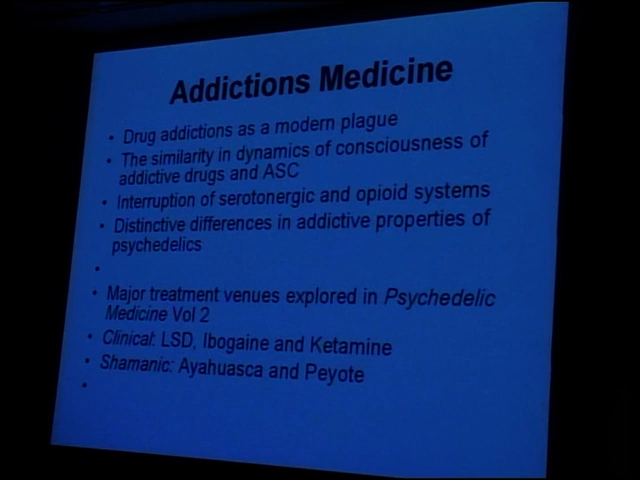 Addictions Medicine
• Drug addictions as a modern plague
• The similarity in dynamics of consciousness of
addictive drugs and ASC
• Interruption of serotonergic and opioid systems
• Distinctive differences in addictive properties of
psychedelics
•
• Major treatment venues explored in Psychedelic
Medicine Vol 2
• Clinical: LSD, Ibogaine and Ketamine
• Shamanic: Ayahuasca and Peyote
•